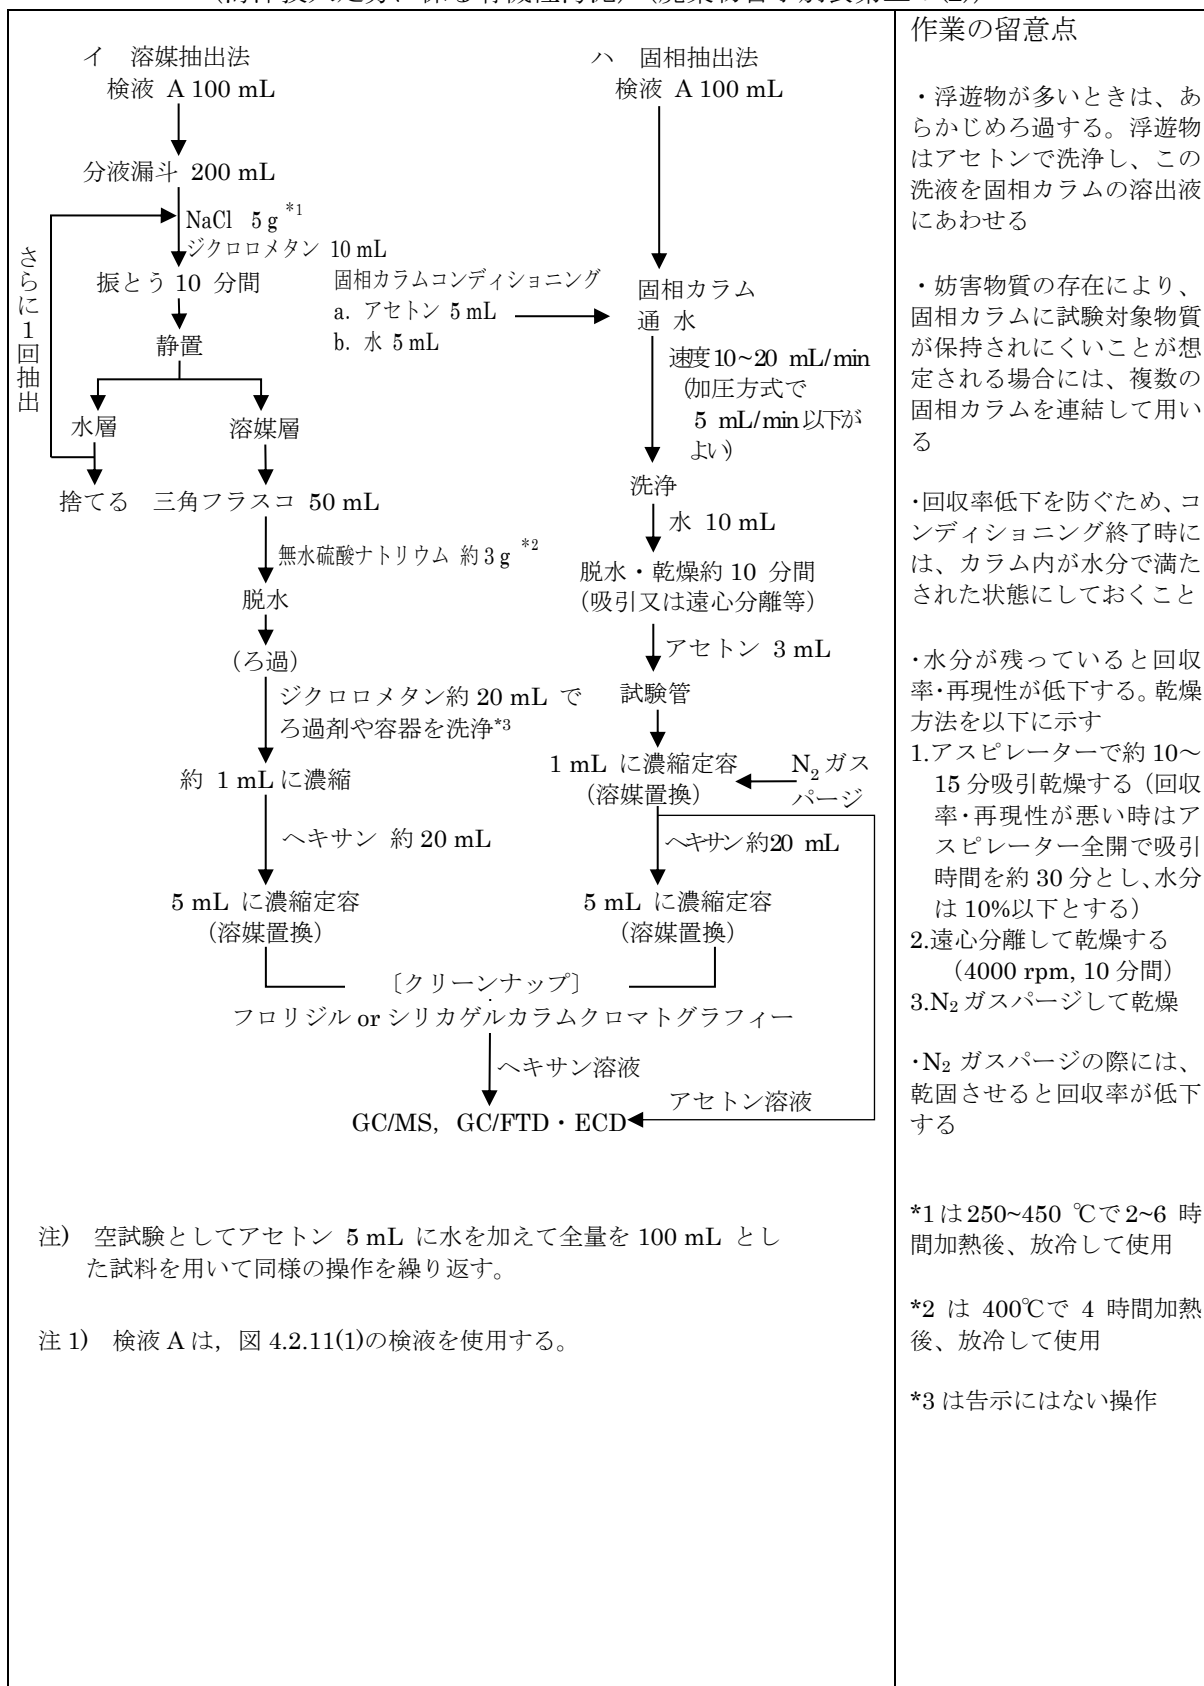 イ 溶媒抽出法
検液 A 100 mL
分液漏斗 200 mL
NaCl 5 g *1
ジクロロメタン 10 mL
さらに1回抽出
振とう 10 分間
静置
水層
溶媒層
捨てる
三角フラスコ 50 mL
無水硫酸ナトリウム 約 3 g *2
脱水
(ろ過)
ジクロロメタン約 20 mL で
ろ過剤や容器を洗浄*3
約 1 mL に濃縮
ヘキサン 約 20 mL
5 mL に濃縮定容
(溶媒置換)
ハ 固相抽出法
検液 A 100 mL
固相カラムコンディショニング
a. アセトン 5 mL
b. 水 5 mL
固相カラム
通 水
速度 10~20 mL/min
(加圧方式で
5 mL/min 以下が
よい)
洗浄
水 10 mL
脱水・乾燥約 10 分間
(吸引又は遠心分離等)
アセトン 3 mL
試験管
1 mL に濃縮定容
(溶媒置換)
N2 ガス
パージ
ヘキサン約20 mL
5 mL に濃縮定容
(溶媒置換)
〔クリーンナップ〕
フロリジル or シリカゲルカラムクロマトグラフィー
ヘキサン溶液
アセトン溶液
GC/MS, GC/FTD・ECD
注) 空試験としてアセトン 5 mL に水を加えて全量を 100 mL とし
た試料を用いて同様の操作を繰り返す。
注 1) 検液 A は, 図 4.2.11(1)の検液を使用する。
作業の留意点
・浮遊物が多いときは、あ
らかじめろ過する。浮遊物
はアセトンで洗浄し、この
洗液を固相カラムの溶出液
にあわせる
・妨害物質の存在により、
固相カラムに試験対象物質
が保持されにくいことが想
定される場合には、複数の
固相カラムを連結して用い
る
・回収率低下を防ぐため、コ
ンディショニング終了時に
は、カラム内が水分で満た
された状態にしておくこと
・水分が残っていると回収
率・再現性が低下する。乾燥
方法を以下に示す
1.アスピレーターで約 10~
15 分吸引乾燥する (回収
率・再現性が悪い時はア
スピレーター全開で吸引
時間を約 30 分とし、水分
は 10%以下とする)
2.遠心分離して乾燥する
(4000 rpm, 10 分間)
3.N2 ガスパージして乾燥
・N2 ガスパージの際には、
乾固させると回収率が低下
する
*1 は 250~450 ℃で 2~6 時
間加熱後、放冷して使用
*2 は 400℃で 4 時間加熱
後、放冷して使用
*3 は告示にはない操作